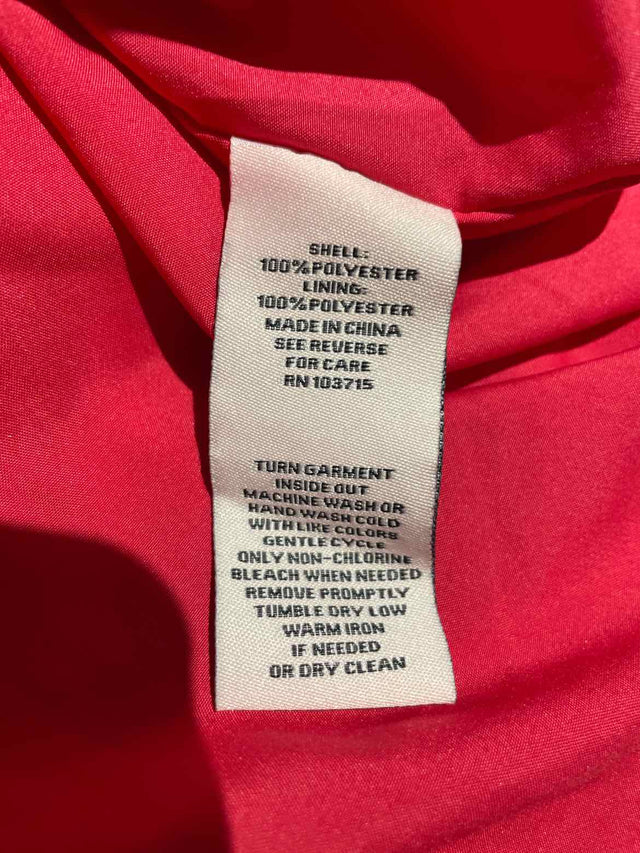 SHELL:
100% POLYESTER
LINING:
100% POLYESTER
MADE IN CHINA
SEE REVERSE
FOR CARE
RN 103715
TURN GARMENT
INSIDE OUT
MACHINE WASH OR
HAND WASH COLD
WITH LIKE COLORS
GENTLE CYCLE
ONLY NON-CHLORINE
BLEACH WHEN NEEDED
REMOVE PROMPTLY
TUMBLE DRY LOW
WARM IRON
IF NEEDED
OR DRY CLEAN